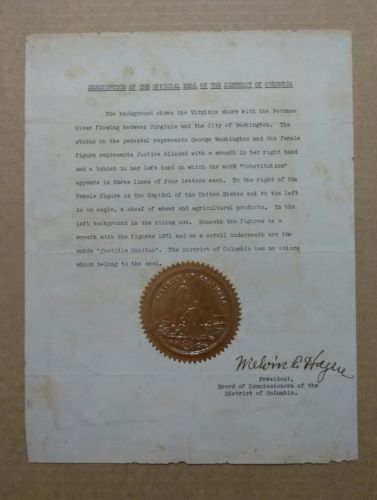 DESCRIPTION OF THE OFFICIAL SEAL OF THE DISTRICT OF COLUMBIA
The background shows the Virginia shore with the Potomac
River flowing between Virginia and the City of Washington. The
statue on the pedestal represents George Washington and the female
figure represents Justice blinded with a wreath in her right hand
and a tablet in her left hand on which the word "Constitution"
appears in three lines of four letters each. To the right of the
female figure is the Capitol of the United States and to the left
is an eagle, a sheaf of wheat and agricultural products. In the
left background is the rising sun. Beneath the figures is a
wreath with the figures 1871 and on a scroll underneath are the
words "Justitia Omnibus". The District of Columbia has no colors
which belong to the seal.
DISTRICT OF COLUMBIA
Melvin C. Hazen
President,
Board of Commissioners of the
District of Columbia.